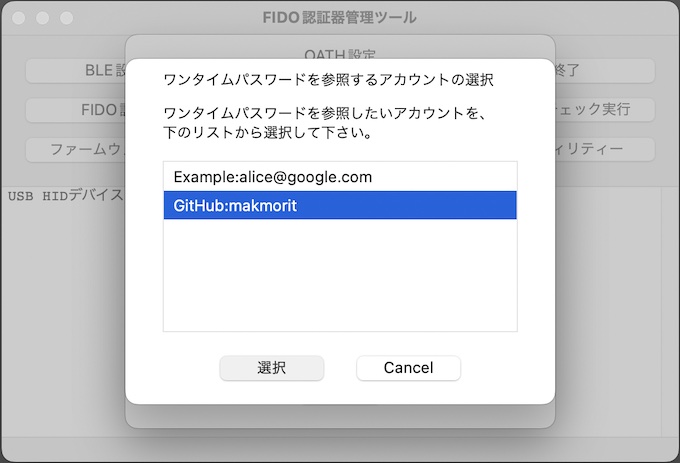 FIDO認証器管理ツール
OATH設定
BLE設
終了
FIDO認
ェック実行
ファームウ
ィリティー
USB HIDデバイス
ワンタイムパスワードを参照するアカウントの選択
ワンタイムパスワードを参照したいアカウントを、
下のリストから選択して下さい。
Example:alice@google.com
GitHub:makmorit
選択
Cancel